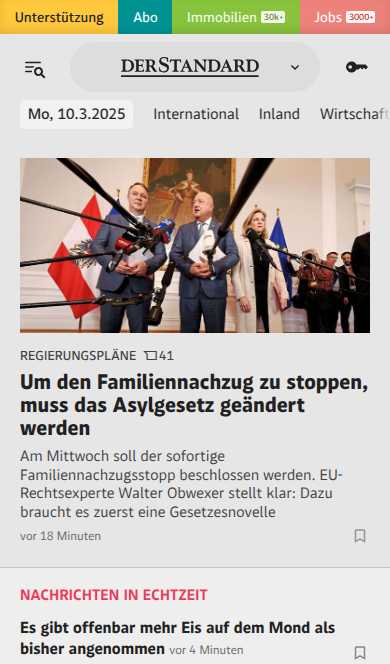 Unterstützung Abo Immobilien 30k+ Jobs 3000+
DERSTANDARD
Mo, 10.3.2025 International Inland Wirtschaft
REGIERUNGSPLÄNE 41
Um den Familiennachzug zu stoppen,
muss das Asylgesetz geändert
werden
Am Mittwoch soll der sofortige
Familiennachzugsstopp beschlossen werden. EU-
Rechtsexperte Walter Obwexer stellt klar: Dazu
braucht es zuerst eine Gesetzesnovelle
vor 18 Minuten
NACHRICHTEN IN ECHTZEIT
Es gibt offenbar mehr Eis auf dem Mond als
bisher angenommen vor 4 Minuten